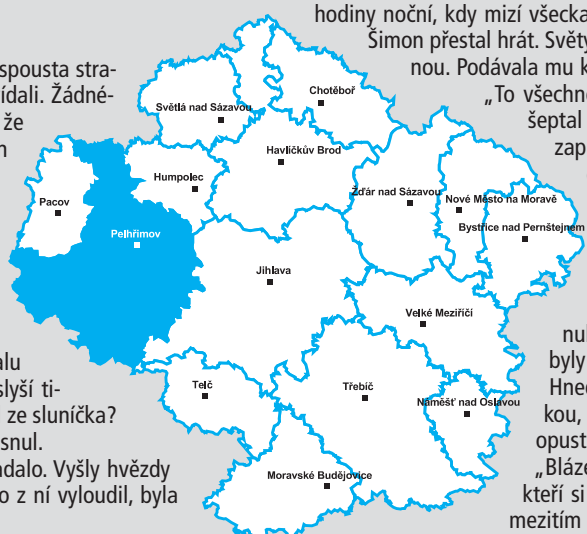 hodiny noční, kdy mizí všecka
Šimon přestal hrát. Světý
nou. Podávala mu k
„To všechno
šeptal
zap
spousta stra-
ídali. Žádné-
že
Chotěboř
Světlá nad Sázavou
Havlíčkův Brod
Humpolec
Pacov
Žďár nad Sázavou
Nové Město na Moravě
Bystřice nad Pernštejnem
Pelhřimov
Jihlava
Velké Meziříčí
Telč
Třebíč
Náměšť nad Oslavou
Moravské Budějovice
alu
slyší ti-
ze sluníčka?
snul.
adalo. Vyšly hvězdy
o z ní vyloudil, byla
nul
byly
Hned
kou,
opust
„Bláze
kteří si
mezitím